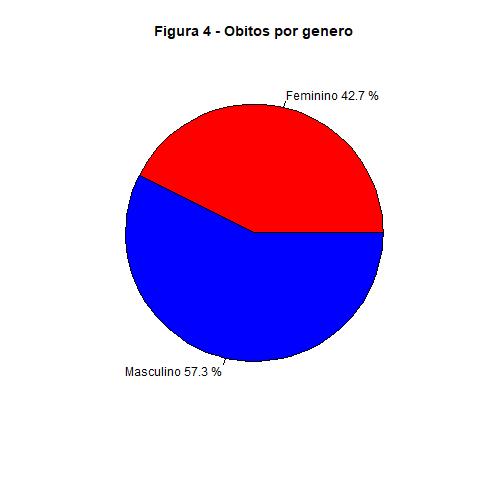 Figura 4 - Obitos por genero
Feminino 42.7 %
Masculino 57.3 %